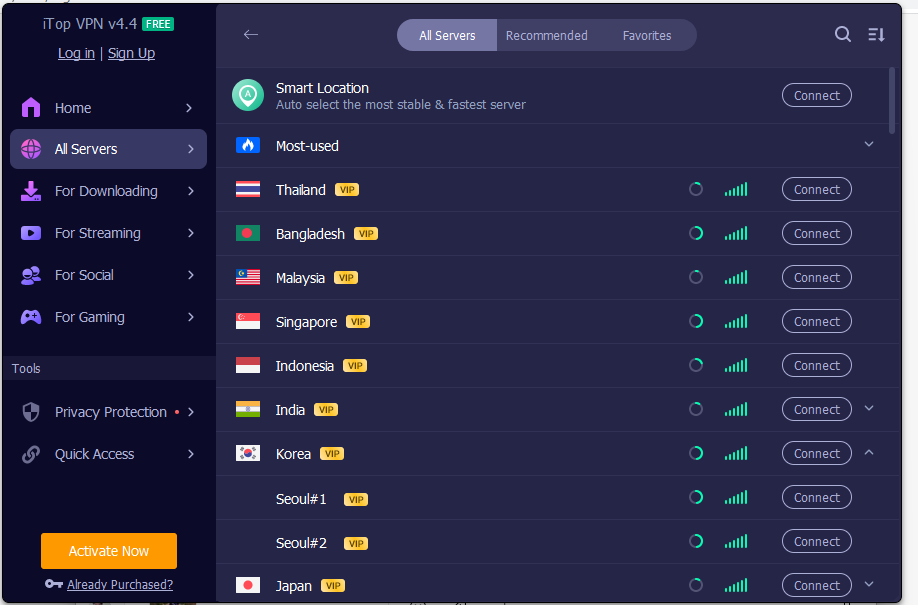 iTop VPN v4.4 FREE
Log in | Sign Up
Home
All Servers
For Downloading
For Streaming
For Social
For Gaming
Tools
Privacy Protection
Quick Access
Activate Now
Already Purchased?
All Servers Recommended Favorites
Smart Location
Connect
Auto select the most stable & fastest server
Most-used
Thailand VIP Connect
Bangladesh VIP Connect
Malaysia VIP Connect
Singapore VIP Connect
Indonesia VIP Connect
India VIP Connect
Korea VIP Connect
Seoul#1 VIP Connect
Seoul#2 VIP Connect
Japan VIP Connect